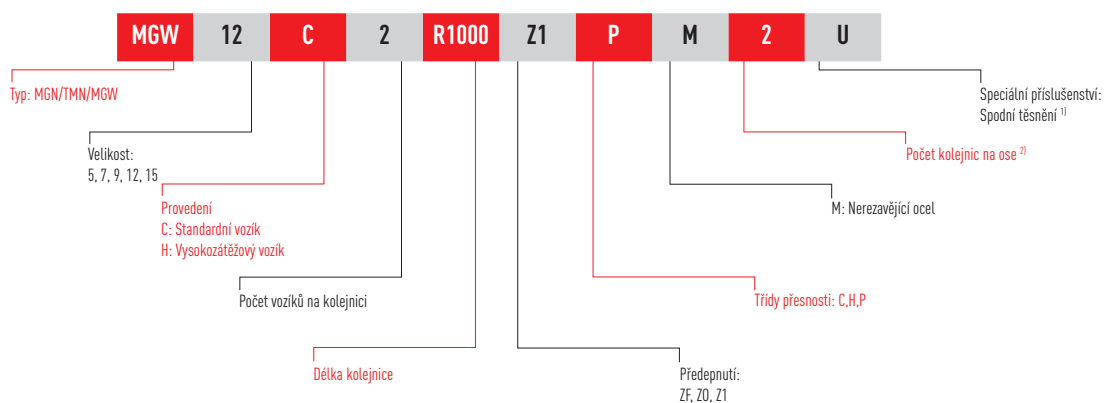 MGW 12 C 2 R1000 Z1 P M 2 U
Typ: MGN/TMN/MGW
Speciální příslušenství:
Spodní těsnění 1)
Velikost:
5, 7, 9, 12, 15
Počet kolejnic na ose 2)
Provedení
C: Standardní vozík
H: Vysokozátěžový vozík
M: Nerezavějící ocel
Počet vozíků na kolejnici
Třídy přesnosti: C,H,P
Délka kolejnice
Předepnutí:
ZF, Z0, Z1